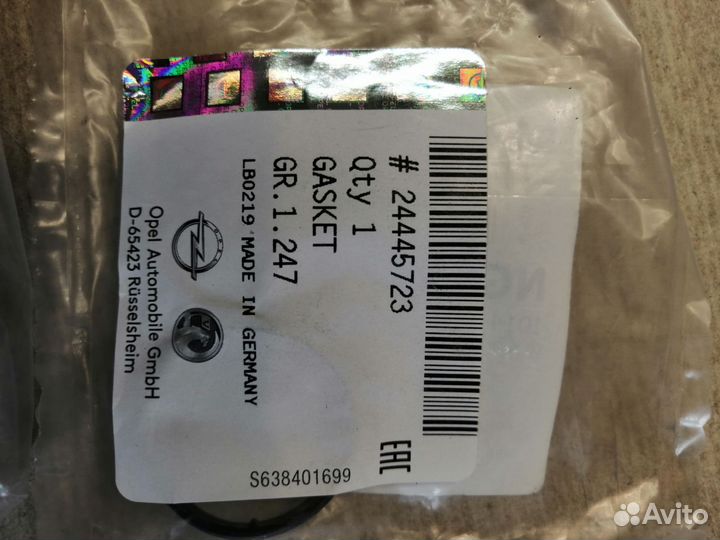 # 24445723
Qty 1
GASKET
GR.1.247
LB0219 MADE IN GERMANY
OPEL
Opel Automobile GmbH
D-65423 Rüsselsheim
EAC
S638401699
Avito